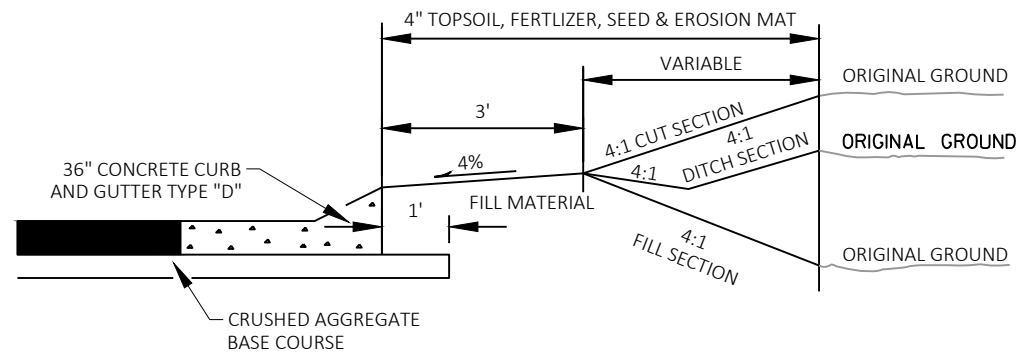 4" TOPSOIL, FERTLIZER, SEED & EROSION MAT
VARIABLE
ORIGINAL GROUND
3'
4:1 CUT SECTION
4:1
DITCH SECTION
ORIGINAL GROUND
36" CONCRETE CURB
AND GUTTER TYPE "D"
4%
4:1
1'
FILL MATERIAL
4:1
FILL SECTION
ORIGINAL GROUND
CRUSHED AGGREGATE
BASE COURSE